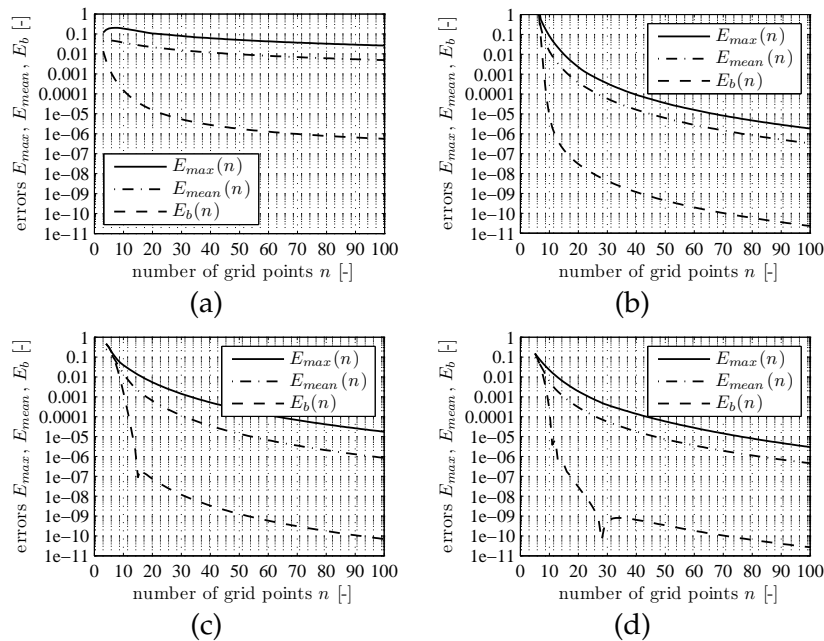 errors E_max, E_mean, E_b [-]
1
0.1
0.01
0.001
0.0001
1e−05
1e−06
1e−07
1e−08
1e−09
1e−10
1e−11
E_max(n)
E_mean(n)
E_b(n)
0 10 20 30 40 50 60 70 80 90 100
number of grid points n [-]
(a)
errors E_max, E_mean, E_b [-]
1
0.1
0.01
0.001
0.0001
1e−05
1e−06
1e−07
1e−08
1e−09
1e−10
1e−11
E_max(n)
E_mean(n)
E_b(n)
0 10 20 30 40 50 60 70 80 90 100
number of grid points n [-]
(b)
errors E_max, E_mean, E_b [-]
1
0.1
0.01
0.001
0.0001
1e−05
1e−06
1e−07
1e−08
1e−09
1e−10
1e−11
E_max(n)
E_mean(n)
E_b(n)
0 10 20 30 40 50 60 70 80 90 100
number of grid points n [-]
(c)
errors E_max, E_mean, E_b [-]
1
0.1
0.01
0.001
0.0001
1e−05
1e−06
1e−07
1e−08
1e−09
1e−10
1e−11
E_max(n)
E_mean(n)
E_b(n)
0 10 20 30 40 50 60 70 80 90 100
number of grid points n [-]
(d)